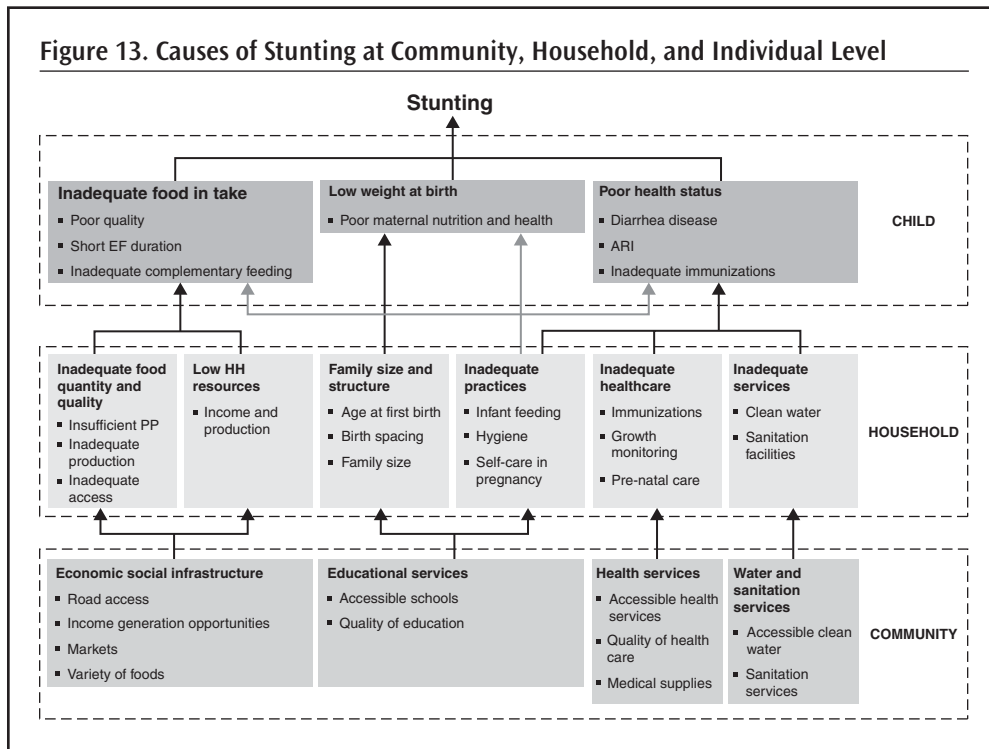 Figure 13. Causes of Stunting at Community, Household, and Individual Level
Stunting
Inadequate food in take
▪ Poor quality
▪ Short EF duration
▪ Inadequate complementary feeding
Low weight at birth
▪ Poor maternal nutrition and health
Poor health status
▪ Diarrhea disease
▪ ARI
▪ Inadequate immunizations
CHILD
Inadequate food
quantity and
quality
▪ Insufficient PP
▪ Inadequate
production
▪ Inadequate
access
Low HH
resources
▪ Income and
production
Family size and
structure
▪ Age at first birth
▪ Birth spacing
▪ Family size
Inadequate
practices
▪ Infant feeding
▪ Hygiene
▪ Self-care in
pregnancy
Inadequate
healthcare
▪ Immunizations
▪ Growth
monitoring
▪ Pre-natal care
Inadequate
services
▪ Clean water
▪ Sanitation
facilities
HOUSEHOLD
Economic social infrastructure
▪ Road access
▪ Income generation opportunities
▪ Markets
▪ Variety of foods
Educational services
▪ Accessible schools
▪ Quality of education
Health services
▪ Accessible health
services
▪ Quality of health
care
▪ Medical supplies
Water and
sanitation
services
▪ Accessible clean
water
▪ Sanitation
services
COMMUNITY